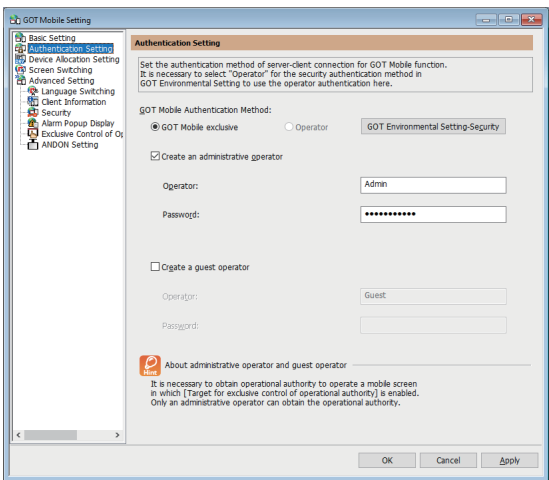 GOT Mobile Setting
Basic Setting
Authentication Setting
Device Allocation Setting
Screen Switching
Advanced Setting
Language Switching
Client Information
Security
Alarm Popup Display
Exclusive Control of Op
ANDON Setting
Authentication Setting
Set the authentication method of server-client connection for GOT Mobile function.
It is necessary to select "Operator" for the security authentication method in
GOT Environmental Setting to use the operator authentication here.
GOT Mobile Authentication Method:
GOT Mobile exclusive
Operator
GOT Environmental Setting-Security
Create an administrative operator
Operator:
Admin
Password:
Create a guest operator
Operator:
Guest
Password:
Hint
About administrative operator and guest operator
It is necessary to obtain operational authority to operate a mobile screen
in which [Target for exclusive control of operational authority] is enabled.
Only an administrative operator can obtain the operational authority.
OK
Cancel
Apply